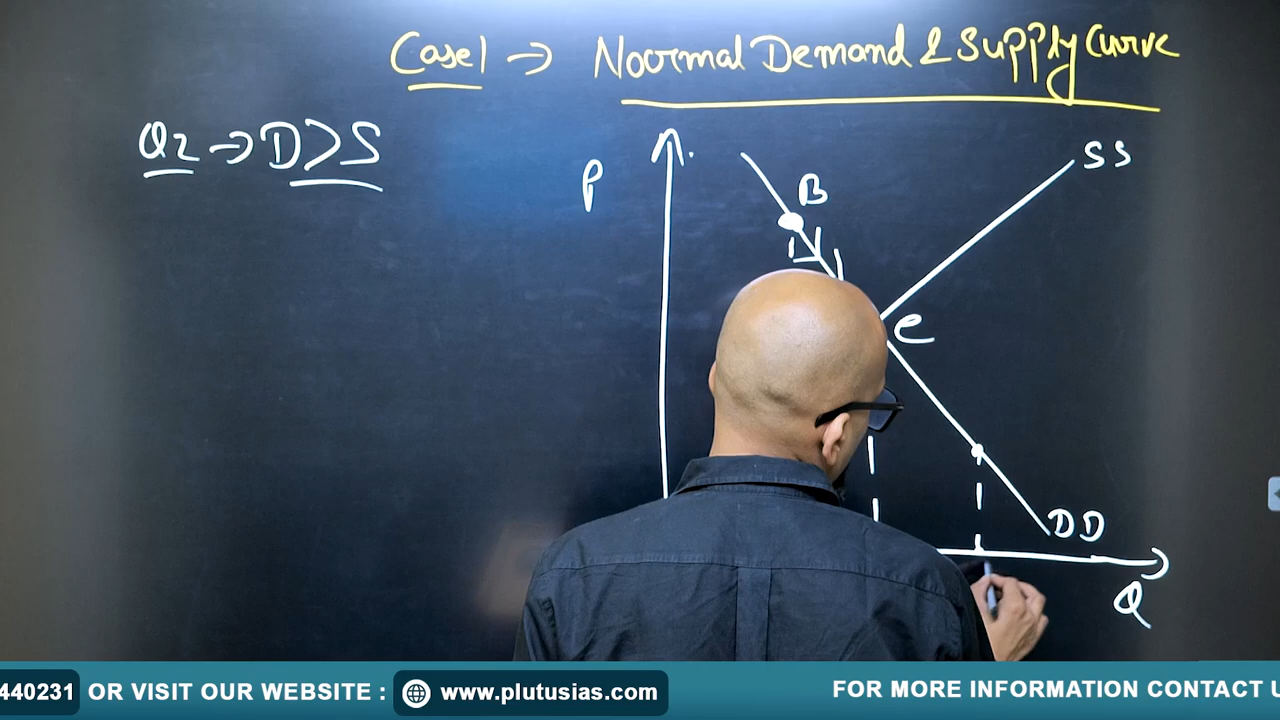 Case1 → Noormal Demand & Supply Curve
Q2 → D>S
P
B
SS
e
DD
Q
440231 OR VISIT OUR WEBSITE : www.plutusias.com FOR MORE INFORMATION CONTACT U